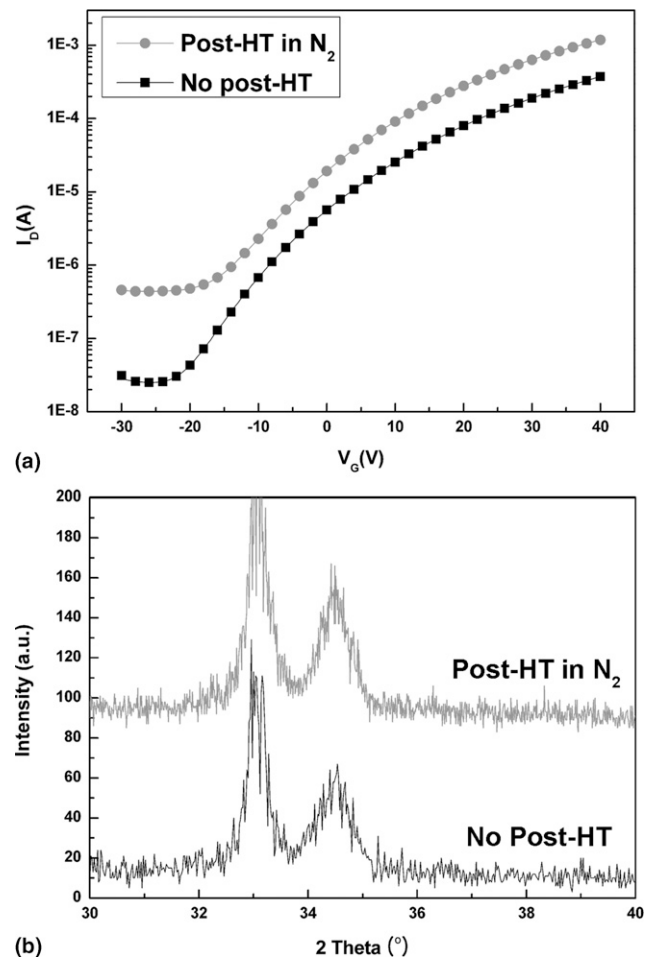 Post-HT in N₂
No post-HT
1E-3
1E-4
1E-5
1E-6
1E-7
1E-8
I_D(A)
-30 -20 -10 0 10 20 30 40
V_G(V)
(a)
200
180
160
140
120
100
80
60
40
20
0
Intensity (a.u.)
Post-HT in N₂
No Post-HT
30 32 34 36 38 40
2 Theta (°)
(b)